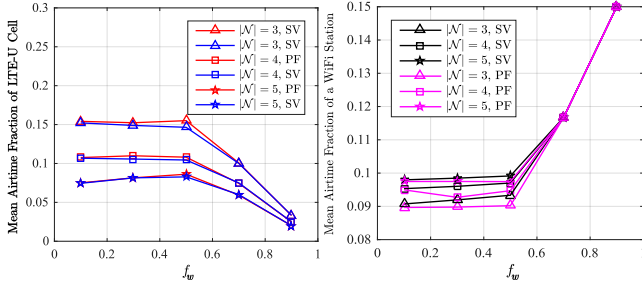 Mean Airtime Fraction of LTE-U Cell
0.3
0.25
0.2
0.15
0.1
0.05
0
0
0.2
0.4
0.6
0.8
1
f_w
|𝒩| = 3, SV
|𝒩| = 3, SV
|𝒩| = 4, PF
|𝒩| = 4, SV
|𝒩| = 5, PF
|𝒩| = 5, SV
Mean Airtime Fraction of a WiFi Station
0.15
0.14
0.13
0.12
0.11
0.1
0.09
0.08
0
0.2
0.4
0.6
0.8
1
f_w
|𝒩| = 3, SV
|𝒩| = 4, SV
|𝒩| = 5, SV
|𝒩| = 3, PF
|𝒩| = 4, PF
|𝒩| = 5, PF